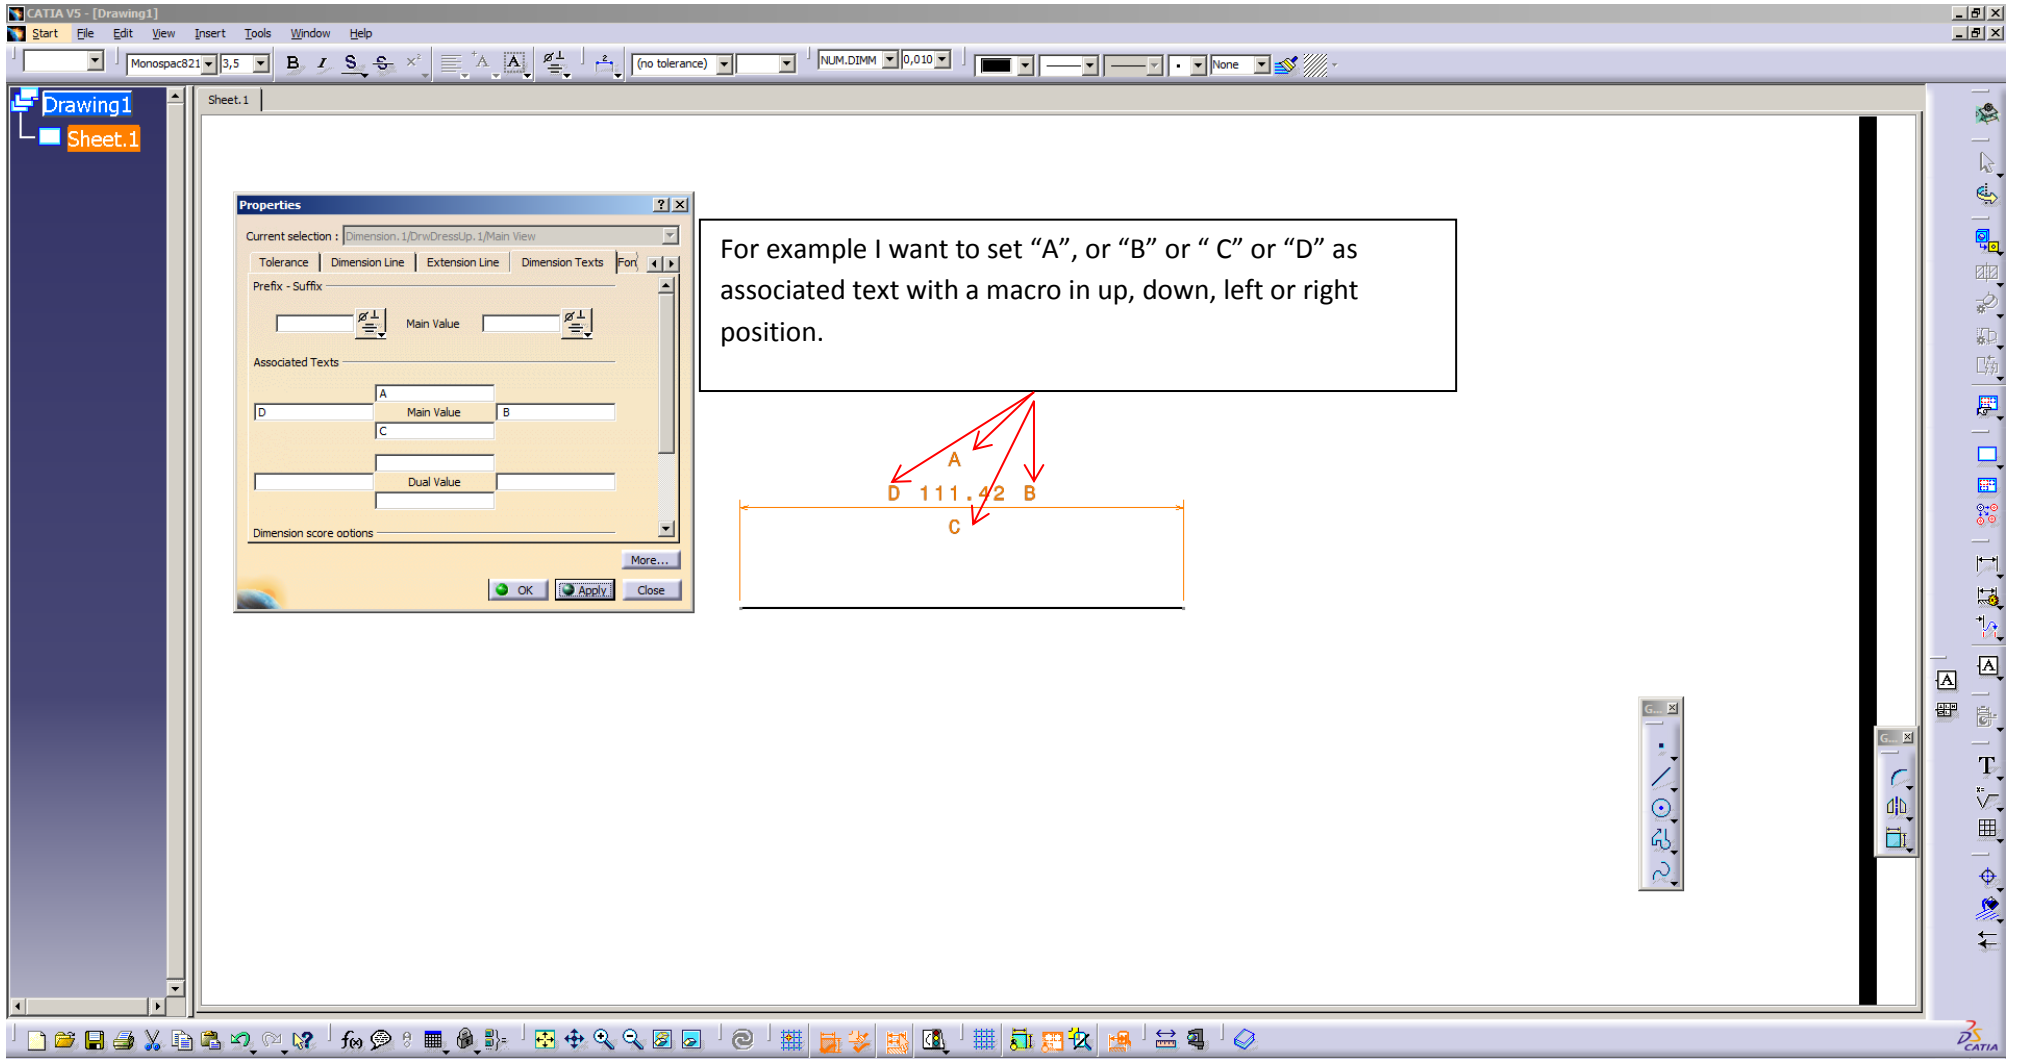 CATIA V5 - [Drawing1]
Start File Edit View Insert Tools Window Help
Monospac821 3,5 B I S S (no tolerance) NUM.DIMM 0,010 None
Drawing1
Sheet.1
Sheet.1
Properties
Current selection : Dimension.1/DrwDressUp.1/Main View
Tolerance Dimension Line Extension Line Dimension Texts Fon
Prefix - Suffix
Main Value
Associated Texts
A
D Main Value B
C
Dual Value
Dimension score options
More...
OK Apply Close
For example I want to set “A”, or “B” or “ C” or “D” as
associated text with a macro in up, down, left or right
position.
A
D 111.42 B
C
G...
G...
CATIA